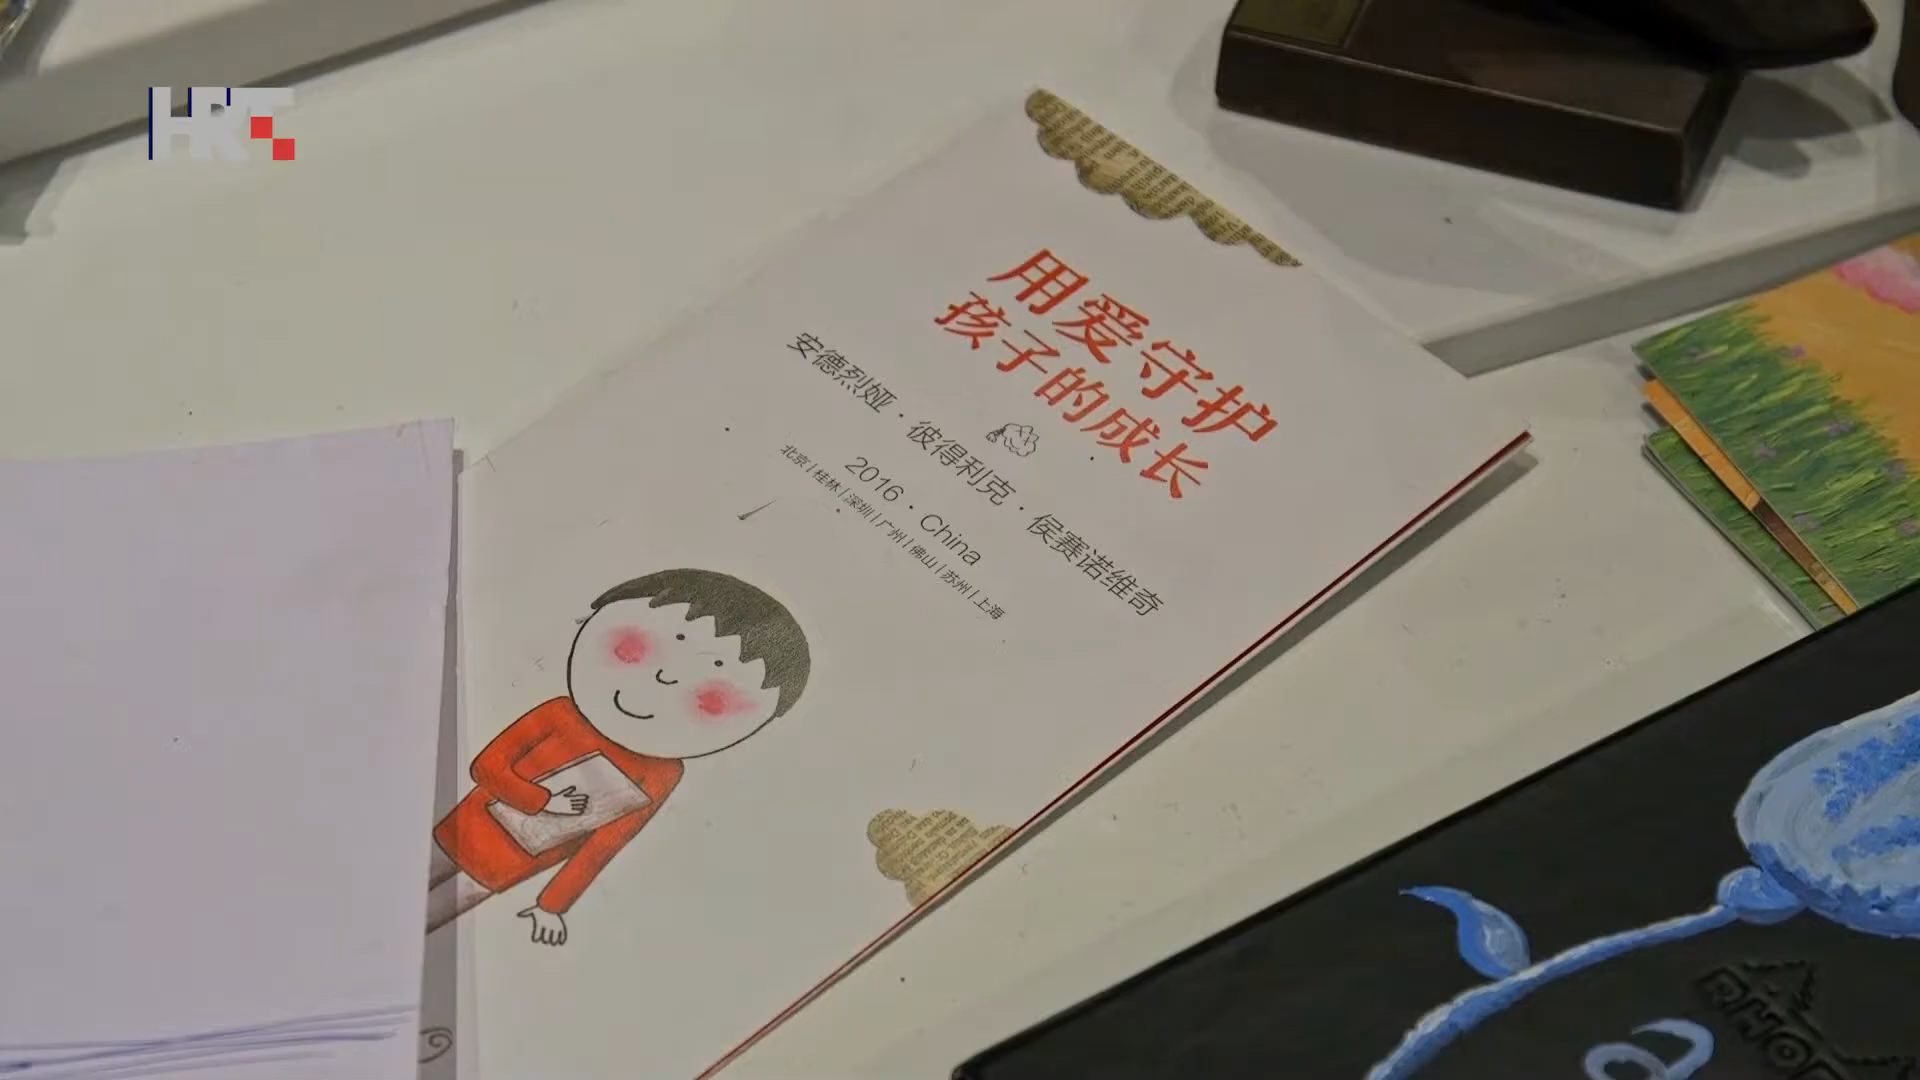 HRT
用爱守护
孩子的成长
安德烈娅·彼得利克·侯赛诺维奇
2016 · China
北京 | 桂林 | 深圳 | 广州 | 佛山 | 苏州 | 上海
a